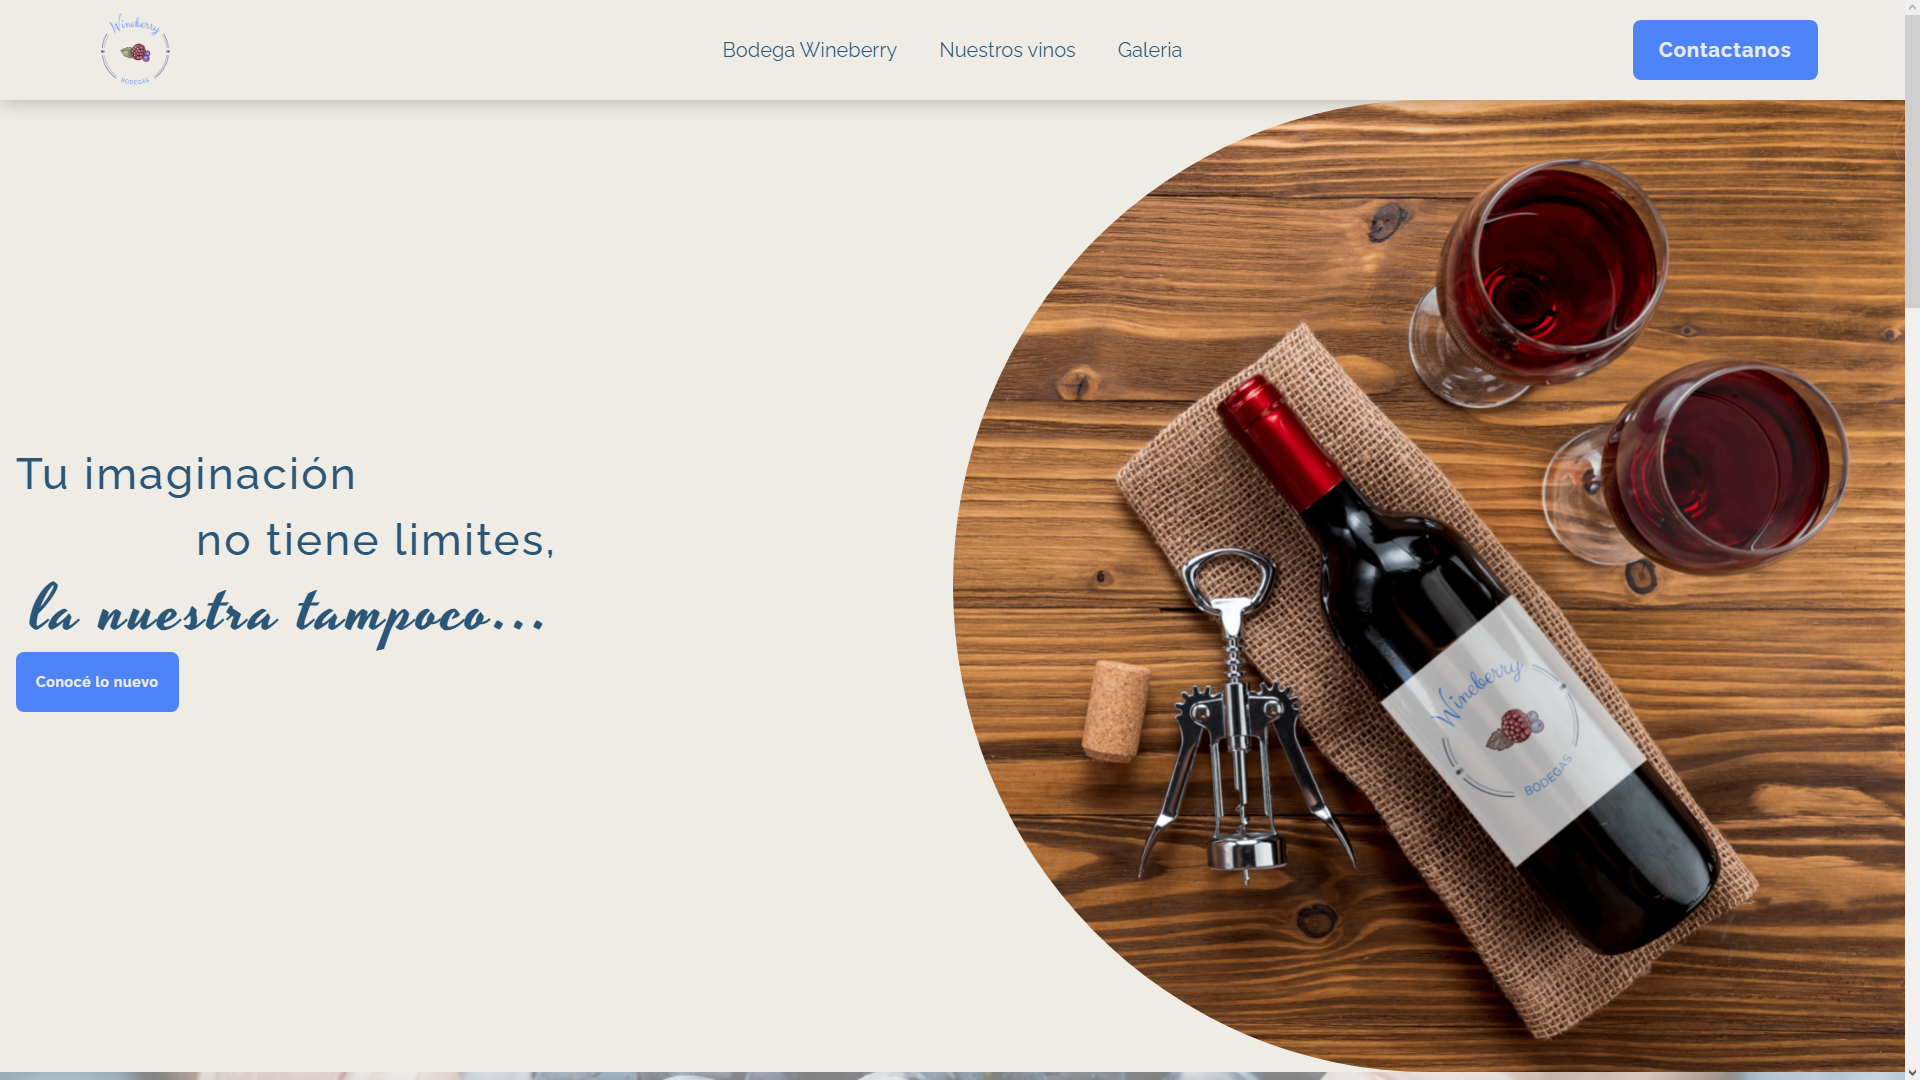 Wineberry
BODEGAS
Bodega Wineberry
Nuestros vinos
Galeria
Contactanos
Tu imaginación
no tiene limites,
la nuestra tampoco...
Conocé lo nuevo
Wineberry
BODEGAS